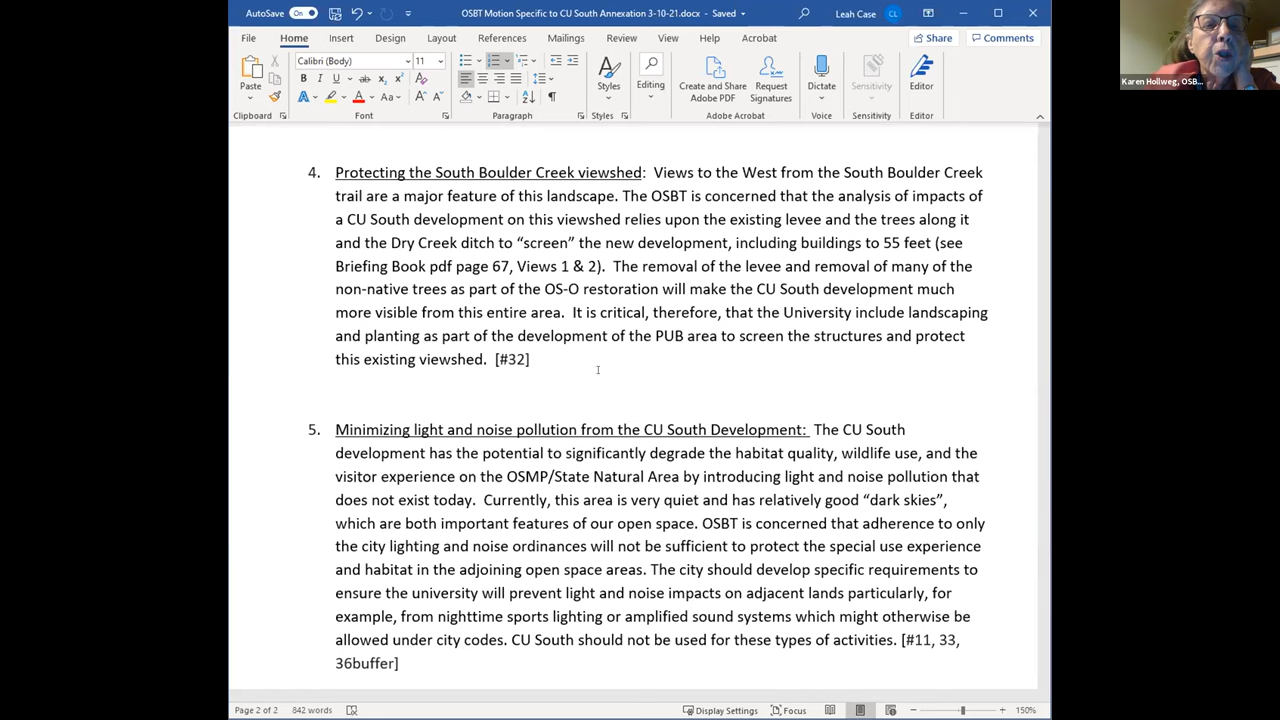 AutoSave On OSBT Motion Specific to CU South Annexation 3-10-21.docx - Saved Leah Case CL
File Home Insert Design Layout References Mailings Review View Help Acrobat Share Comments
Calibri (Body) 11
Paste Styles Editing Create and Share Adobe PDF Request Signatures Dictate Sensitivity Editor
Clipboard Font Paragraph Styles Adobe Acrobat Voice Sensitivity Editor
Karen Hollweg, OSB...
4. Protecting the South Boulder Creek viewshed: Views to the West from the South Boulder Creek
trail are a major feature of this landscape. The OSBT is concerned that the analysis of impacts of
a CU South development on this viewshed relies upon the existing levee and the trees along it
and the Dry Creek ditch to “screen” the new development, including buildings to 55 feet (see
Briefing Book pdf page 67, Views 1 & 2). The removal of the levee and removal of many of the
non-native trees as part of the OS-O restoration will make the CU South development much
more visible from this entire area. It is critical, therefore, that the University include landscaping
and planting as part of the development of the PUB area to screen the structures and protect
this existing viewshed. [#32]
5. Minimizing light and noise pollution from the CU South Development: The CU South
development has the potential to significantly degrade the habitat quality, wildlife use, and the
visitor experience on the OSMP/State Natural Area by introducing light and noise pollution that
does not exist today. Currently, this area is very quiet and has relatively good “dark skies”,
which are both important features of our open space. OSBT is concerned that adherence to only
the city lighting and noise ordinances will not be sufficient to protect the special use experience
and habitat in the adjoining open space areas. The city should develop specific requirements to
ensure the university will prevent light and noise impacts on adjacent lands particularly, for
example, from nighttime sports lighting or amplified sound systems which might otherwise be
allowed under city codes. CU South should not be used for these types of activities. [#11, 33,
36buffer]
Page 2 of 2 842 words Display Settings Focus 150%